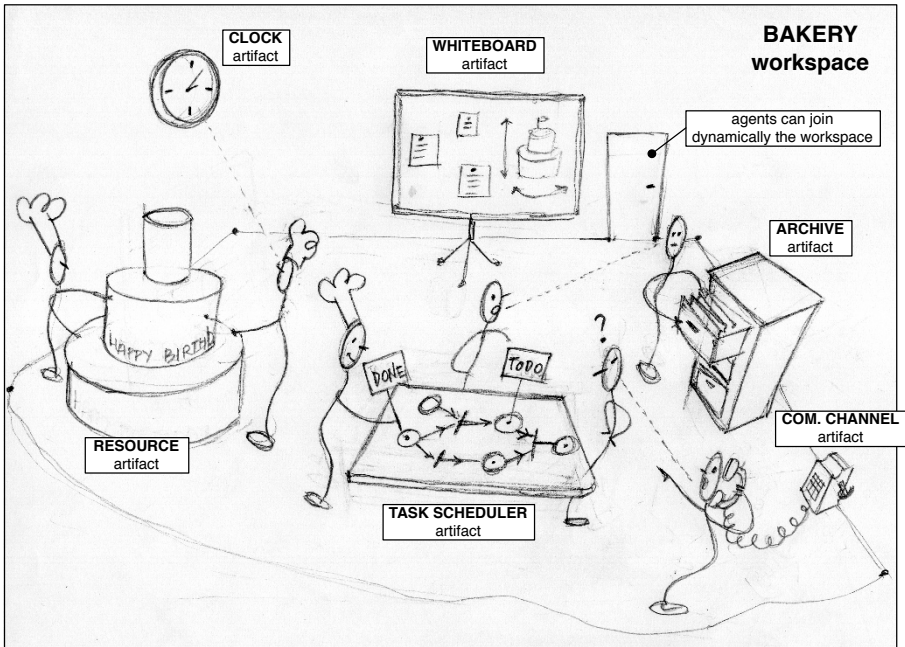 BAKERY
workspace
CLOCK
artifact
WHITEBOARD
artifact
agents can join
dynamically the workspace
ARCHIVE
artifact
HAPPY BIRTH
?
DONE
TODO
COM. CHANNEL
artifact
RESOURCE
artifact
TASK SCHEDULER
artifact